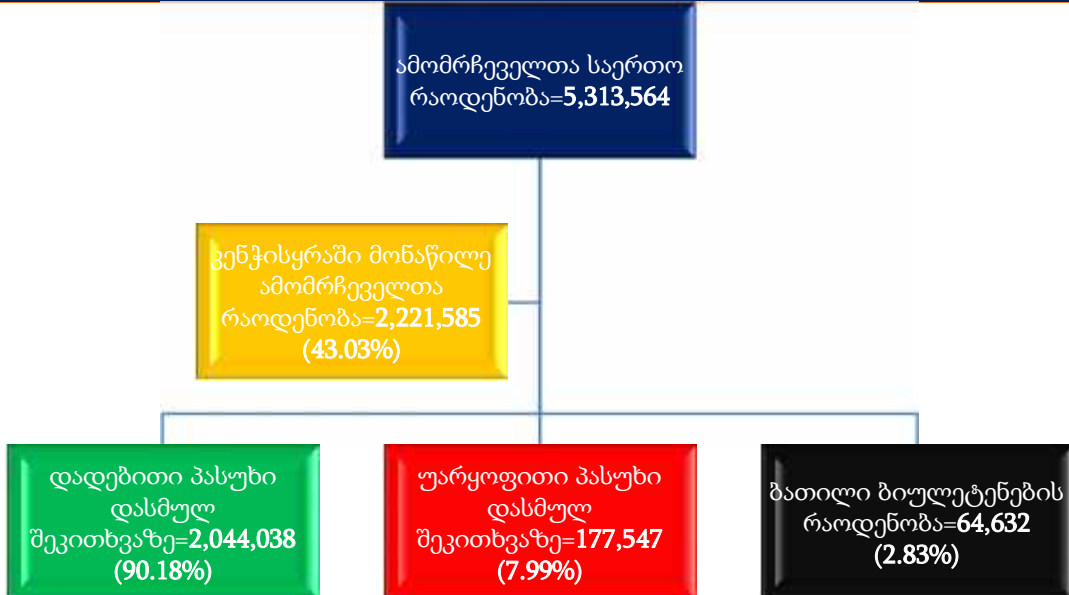 ამომრჩეველთა საერთო
რაოდენობა=5,313,564
კენჭისყრაში მონაწილე
ამომრჩეველთა
რაოდენობა=2,221,585
(43.03%)
დადებითი პასუხი
დასმულ
შეკითხვაზე=2,044,038
(90.18%)
უარყოფითი პასუხი
დასმულ
შეკითხვაზე=177,547
(7.99%)
ბათილი ბიულეტენების
რაოდენობა=64,632
(2.83%)